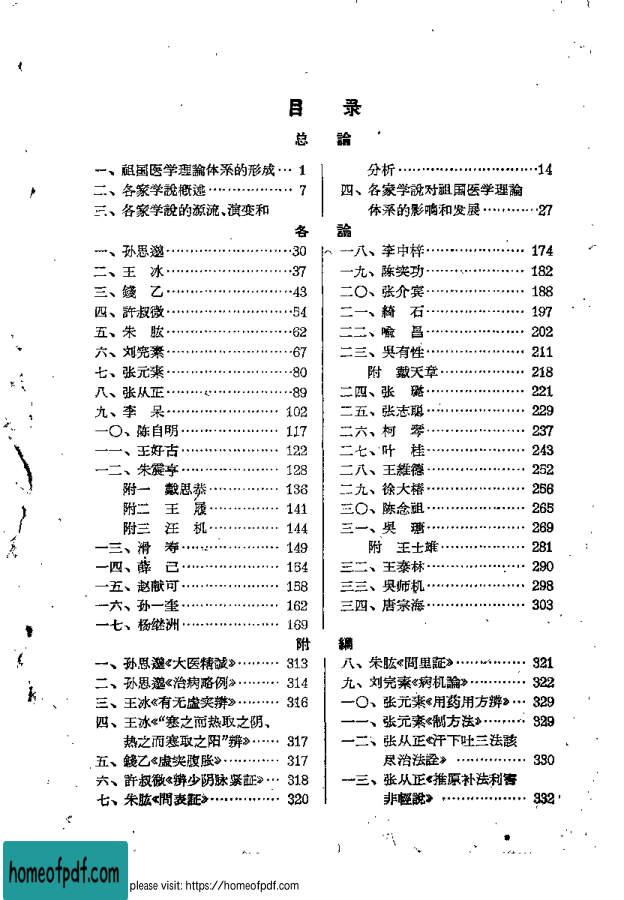 目 录
总 論
一、祖国医学理論体系的形成… 1
二、各家学說概述……………… 7
三、各家学說的源流、演变和
分析………………………14
四、各家学說对祖国医学理論
体系的影响和发展…………27
各 論
一、孙思邈……………………30
二、王 冰……………………37
三、錢 乙……………………43
四、許叔微……………………54
五、朱 肱……………………62
六、刘完素……………………67
七、张元素……………………80
八、张从正……………………89
九、李 杲…………………… 102
一〇、陈自明………………… 117
一一、王好古………………… 122
一二、朱震亨………………… 128
附一 戴思恭……………… 136
附二 王 履……………… 141
附三 汪 机……………… 144
一三、滑 寿………………… 149
一四、薛 己………………… 154
一五、赵献可………………… 158
一六、孙一奎………………… 162
一七、杨继洲………………… 169
一八、李中梓………………… 174
一九、陈实功………………… 182
二〇、张介宾………………… 188
二一、綺 石………………… 197
二二、喩 昌………………… 202
二三、吳有性………………… 211
附 戴天章……………… 218
二四、张 璐………………… 221
二五、张志聪………………… 229
二六、柯 琴………………… 237
二七、叶 桂………………… 243
二八、王維德………………… 252
二九、徐大椿………………… 256
三〇、陈念祖………………… 265
三一、吳 瑭………………… 269
附 王士雄……………… 281
三二、王泰林………………… 290
三三、吳师机………………… 298
三四、唐宗海………………… 303
附 編
一、孙思邈《大医精誠》……… 313
二、孙思邈《治病略例》……… 314
三、王冰《有无虛实辨》……… 316
四、王冰《“寒之而热取之阴、
热之而寒取之阳”辨》…… 317
五、錢乙《虛实腹胀》………… 317
六、許叔微《辨少阴脉紧証》… 318
七、朱肱《問表証》…………… 320
八、朱肱《問里証》…………… 321
九、刘完素《病机論》………… 322
一〇、张元素《用药用方辨》… 329
一一、张元素《制方法》……… 329
一二、张从正《汗下吐三法該
尽治法詮》……………… 330
一三、张从正《推原补法利害
非輕說》………………… 332
homeofpdf.com
please visit: https://homeofpdf.com